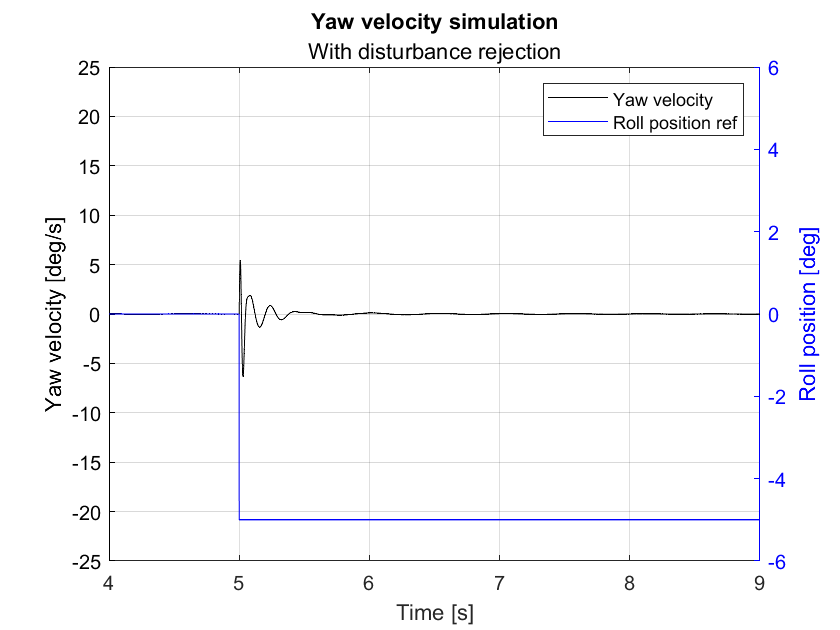 Yaw velocity simulation
With disturbance rejection
Yaw velocity
Roll position ref
25
20
15
10
5
0
-5
-10
-15
-20
-25
Yaw velocity [deg/s]
6
4
2
0
-2
-4
-6
Roll position [deg]
4 5 6 7 8 9
Time [s]